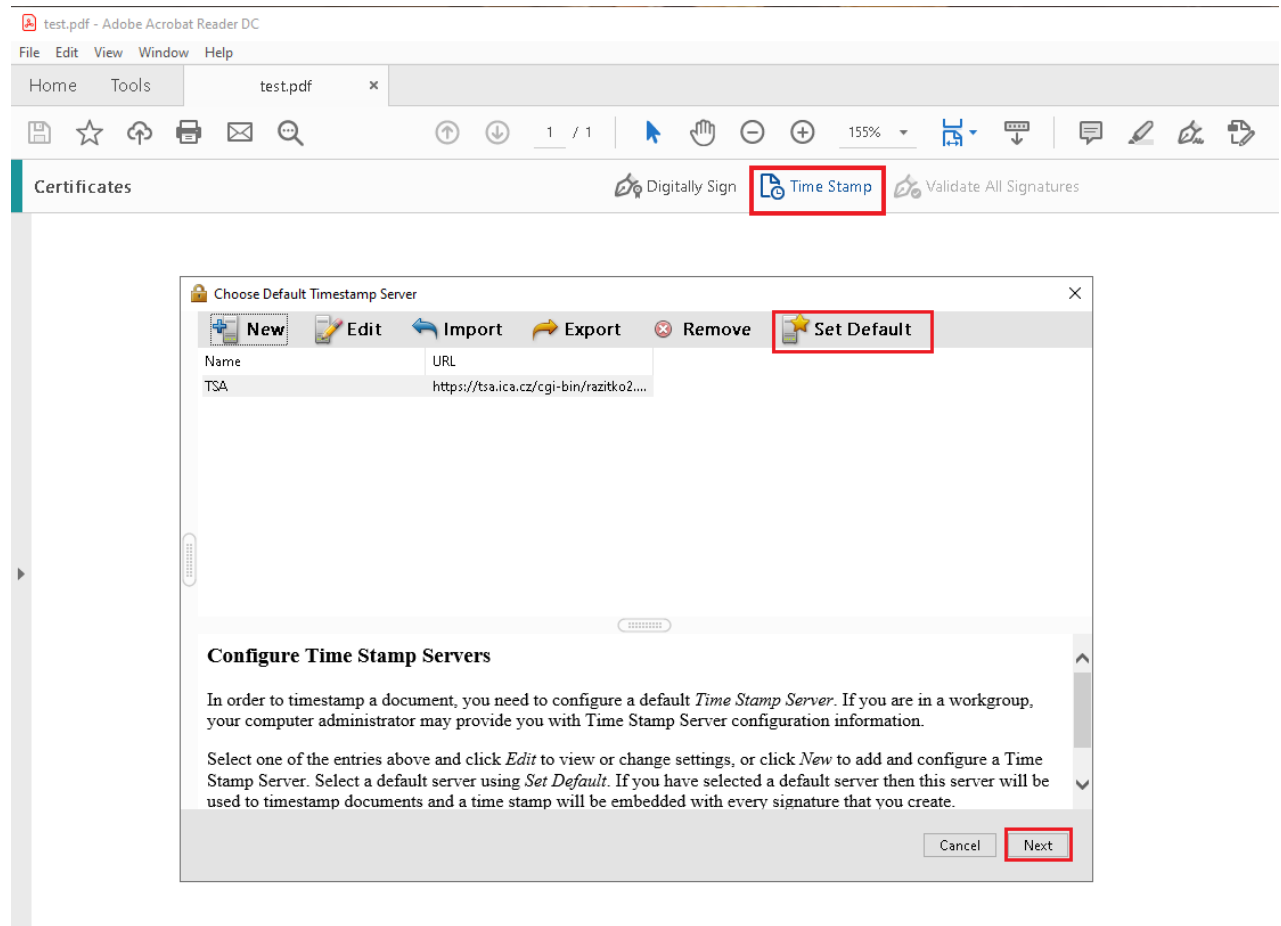 test.pdf - Adobe Acrobat Reader DC
File Edit View Window Help
Home Tools test.pdf ×
1 / 1 155%
Certificates Digitally Sign Time Stamp Validate All Signatures
Choose Default Timestamp Server
New Edit Import Export Remove Set Default
Name URL
TSA https://tsa.ica.cz/cgi-bin/razitko2....
Configure Time Stamp Servers
In order to timestamp a document, you need to configure a default Time Stamp Server. If you are in a workgroup,
your computer administrator may provide you with Time Stamp Server configuration information.
Select one of the entries above and click Edit to view or change settings, or click New to add and configure a Time
Stamp Server. Select a default server using Set Default. If you have selected a default server then this server will be
used to timestamp documents and a time stamp will be embedded with every signature that you create.
Cancel Next